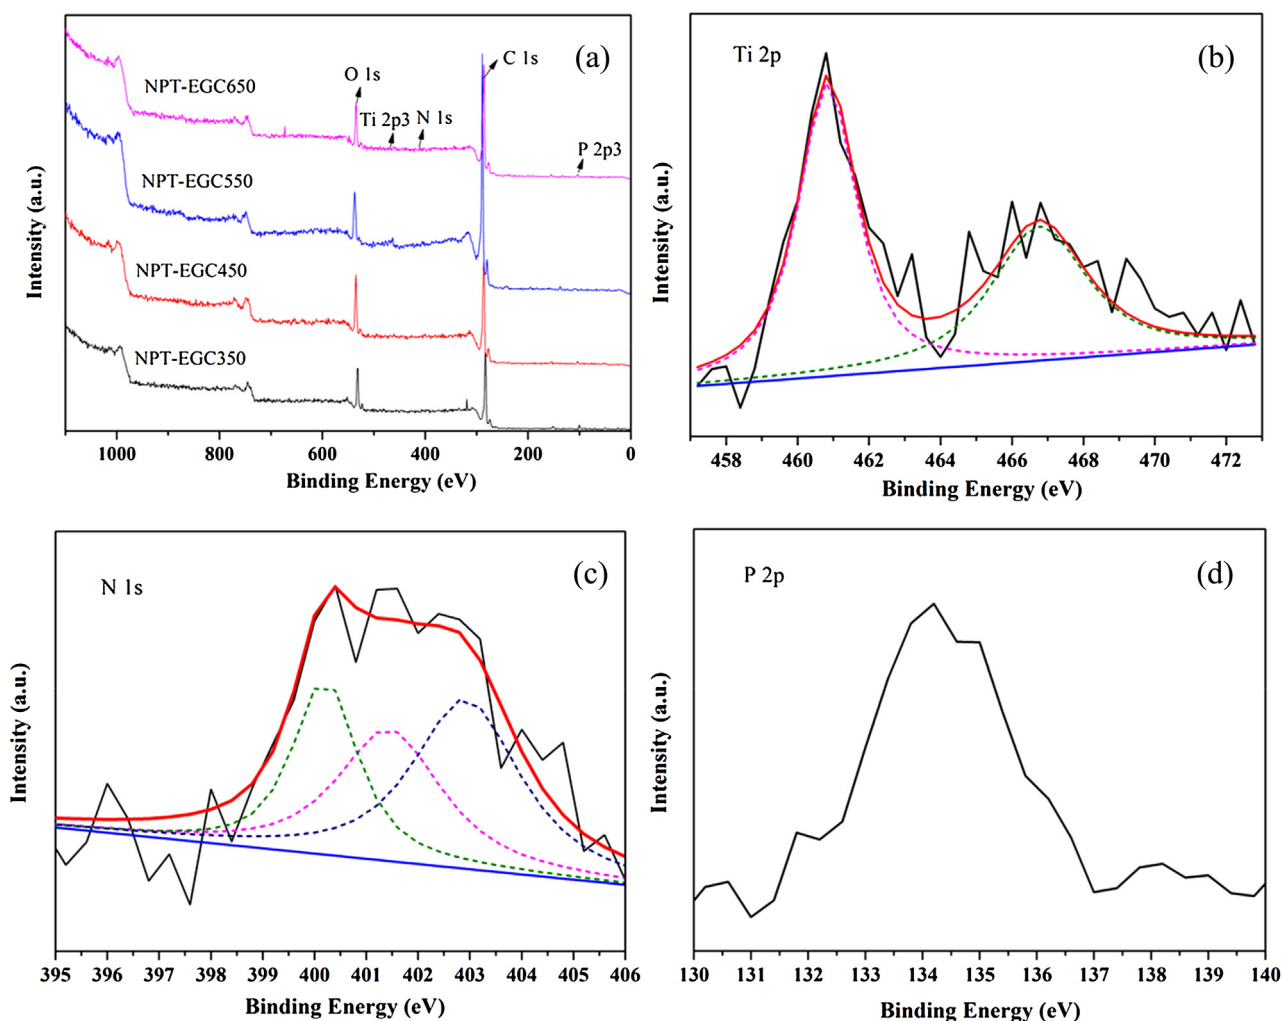 (a)
C 1s
NPT-EGC650
O 1s
Ti 2p3
N 1s
P 2p3
NPT-EGC550
NPT-EGC450
NPT-EGC350
Intensity (a.u.)
1000 800 600 400 200 0
Binding Energy (eV)
Ti 2p
(b)
Intensity (a.u.)
458 460 462 464 466 468 470 472
Binding Energy (eV)
N 1s
(c)
Intensity (a.u.)
395 396 397 398 399 400 401 402 403 404 405 406
Binding Energy (eV)
P 2p
(d)
Intensity (a.u.)
130 131 132 133 134 135 136 137 138 139 140
Binding Energy (eV)